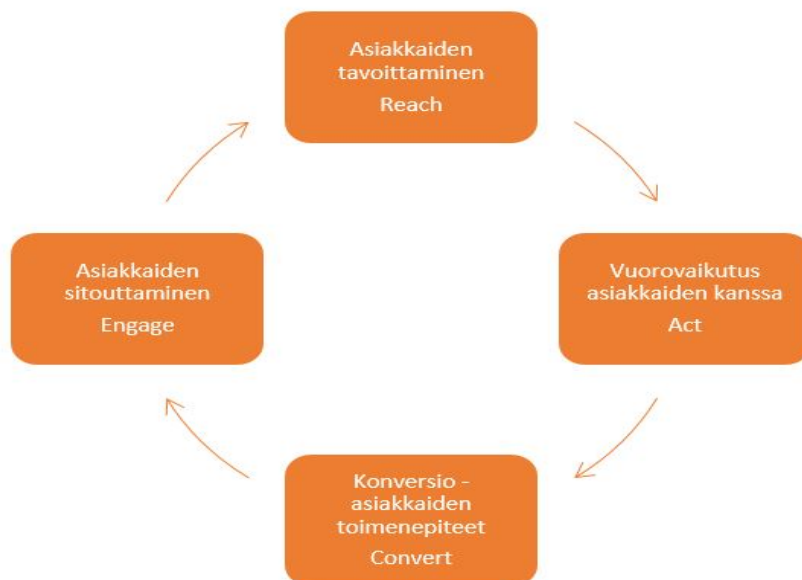 Asiakkaiden
tavoittaminen
Reach
Vuorovaikutus
asiakkaiden kanssa
Act
Konversio -
asiakkaiden
toimenepiteet
Convert
Asiakkaiden
sitouttaminen
Engage